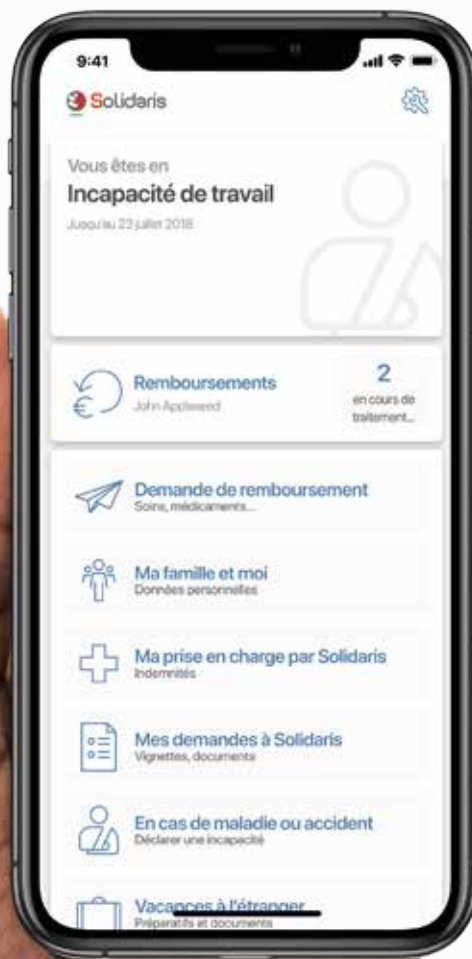 9:41
Solidaris
Vous êtes en
Incapacité de travail
Jusqu'au 23 juillet 2018
Remboursements
John Appleseed
2
en cours de
traitement...
Demande de remboursement
Soins, médicaments...
Ma famille et moi
Données personnelles
Ma prise en charge par Solidaris
Indemnités
Mes demandes à Solidaris
Vignettes, documents
En cas de maladie ou accident
Déclarer une incapacité
Vacances à l'étranger
Préparatifs et documents